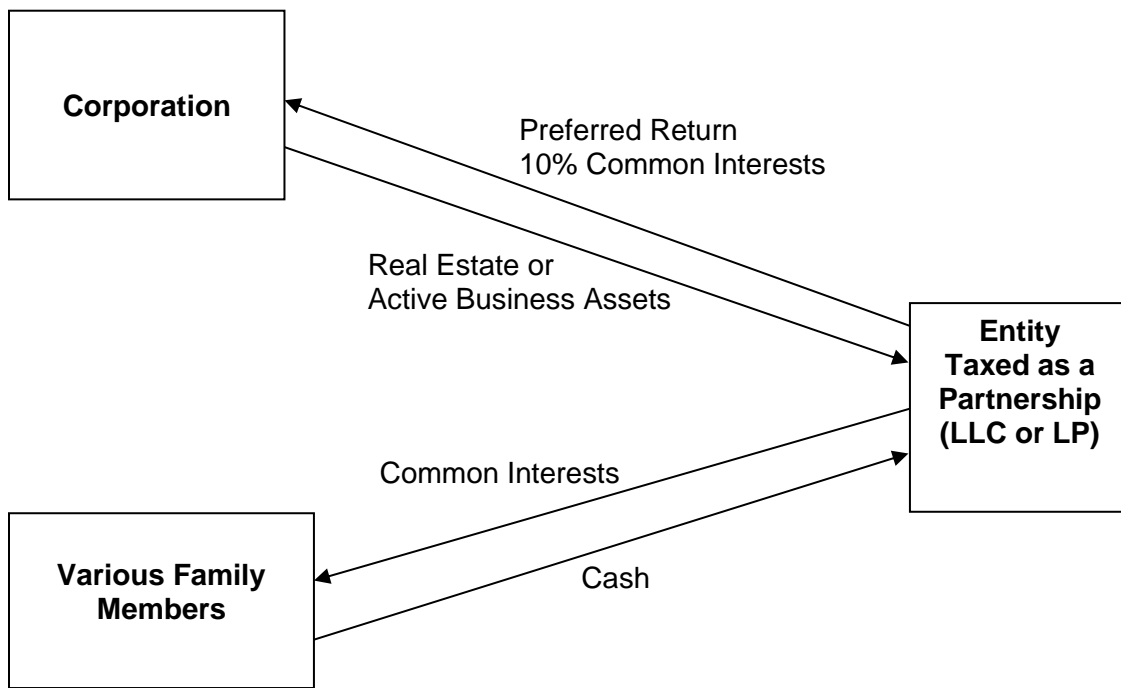 Corporation
Preferred Return
10% Common Interests
Real Estate or
Active Business Assets
Entity
Taxed as a
Partnership
(LLC or LP)
Common Interests
Cash
Various Family
Members